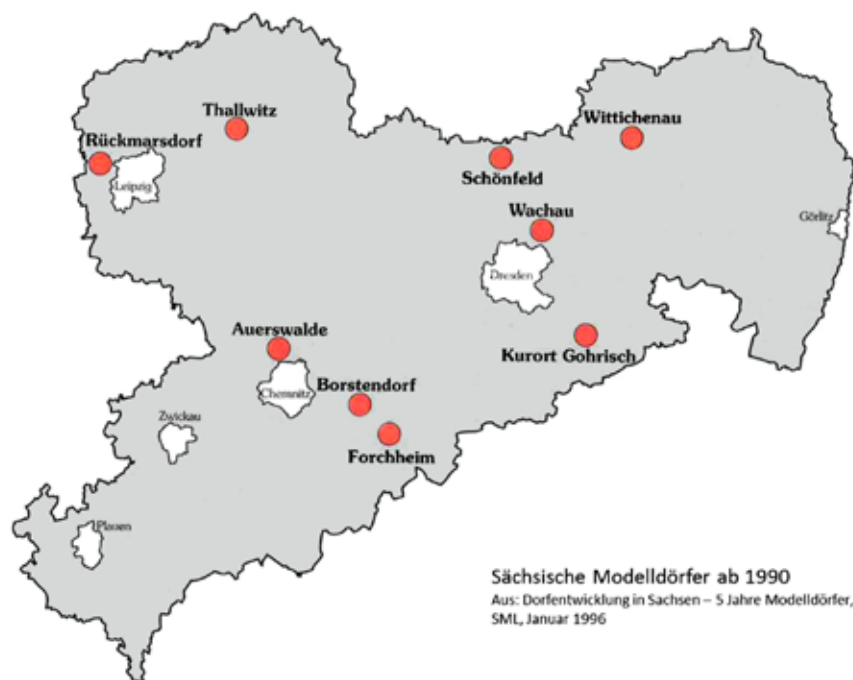 Thallwitz
Wittichenau
Rückmarsdorf
Leipzig
Schönfeld
Wachau
Görlitz
Dresden
Auerswalde
Kurort Gohrisch
Borstendorf
Chemnitz
Zwickau
Forchheim
Plauen
Sächsische Modelldörfer ab 1990
Aus: Dorfentwicklung in Sachsen – 5 Jahre Modelldörfer,
SML, Januar 1996